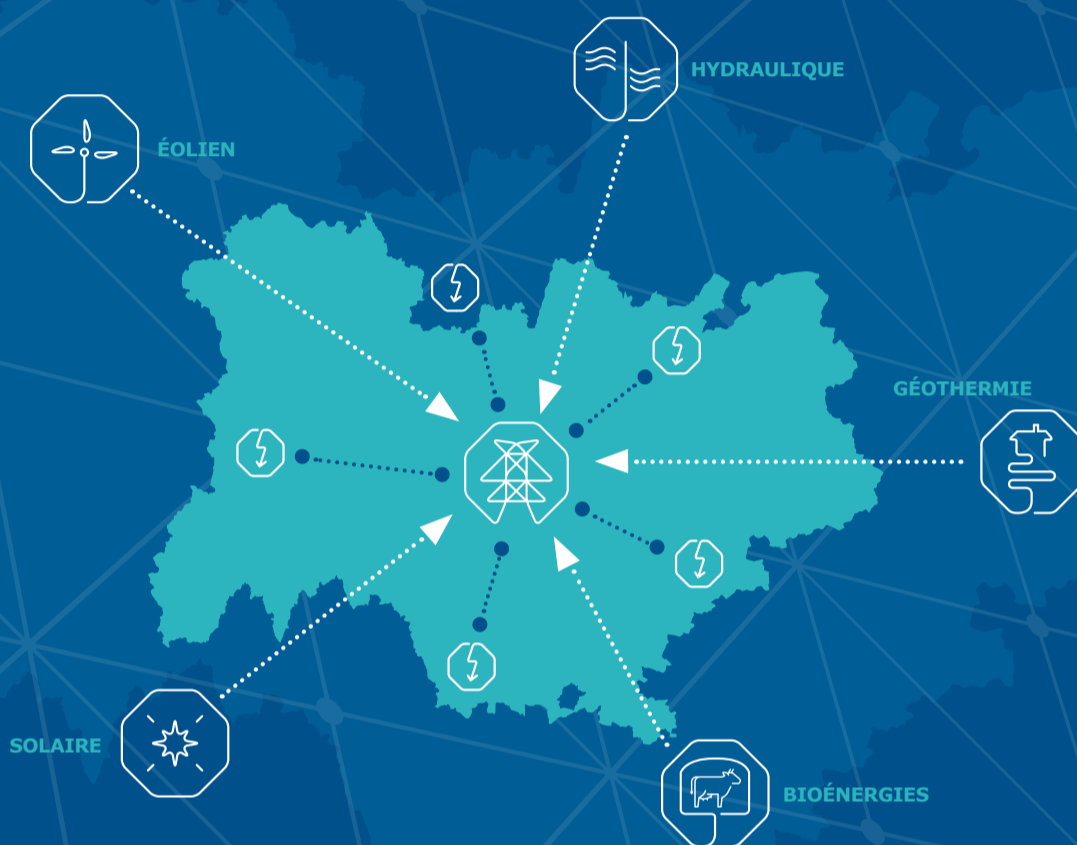 HYDRAULIQUE
ÉOLIEN
GÉOTHERMIE
SOLAIRE
BIOÉNERGIES